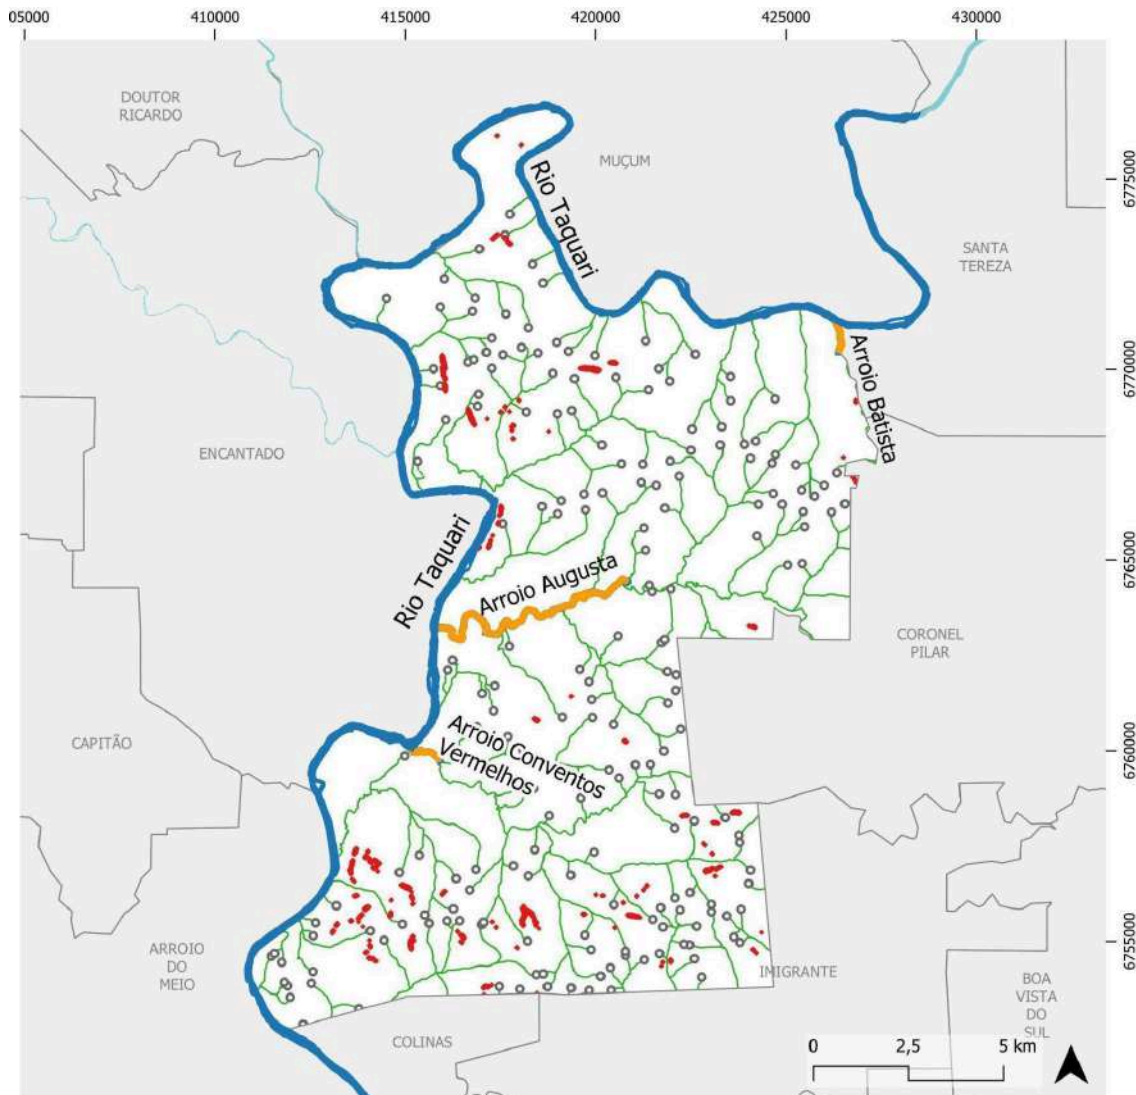 05000
410000
415000
420000
425000
430000
DOUTOR
RICARDO
MUÇUM
6775000
Rio Taquari
SANTA
TEREZA
6770000
Arroio Batista
ENCANTADO
Rio Taquari
6765000
Arroio Augusta
CORONEL
PILAR
CAPITÃO
Arroio Conventos
Vermelhos
6760000
ARROIO
DO
MEIO
6755000
IMIGRANTE
BOA
VISTA
DO
SUL
COLINAS
0 2,5 5 km